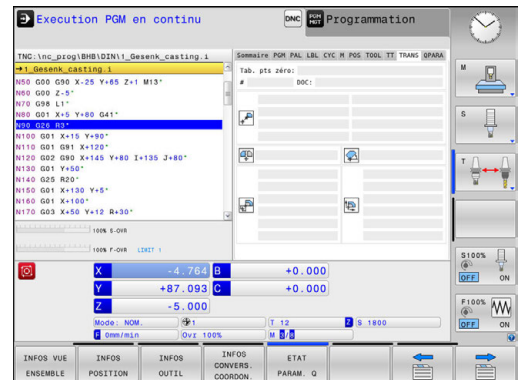 Execution PGM en continu
DNC
PGM MGT
Programmation
TNC:\nc_prog\BHB\DIN\1_Gesenk_casting.i
→1_Gesenk_casting.i
N50 G00 G90 X-25 Y+65 Z+1 M13*
N60 G00 Z-5*
N70 G98 L1*
N80 G01 X+5 Y+80 G41*
N90 G26 R3*
N100 G01 X+15 Y+90*
N110 G01 G91 X+120*
N120 G02 G90 X+145 Y+80 I+135 J+80*
N130 G01 Y+50*
N140 G25 R20*
N150 G01 X+130 Y+5*
N160 G01 X+100*
N170 G03 X+50 Y+12 R+30*
100% S-OVR
100% F-OVR LIMIT 1
Sommaire PGM PAL LBL CYC M POS TOOL TT TRANS QPARA
Tab. pts zéro:
# DOC:
X -4.764 B +0.000
Y +87.093 C +0.000
Z -5.000
Mode: NOM. 1 T 12 Z S 1800
F 0mm/min Ovr 100% M 5/9
M
S
T
S100%
OFF ON
F100%
OFF ON
INFOS VUE ENSEMBLE
INFOS POSITION
INFOS OUTIL
INFOS CONVERS. COORDON.
ETAT PARAM. Q